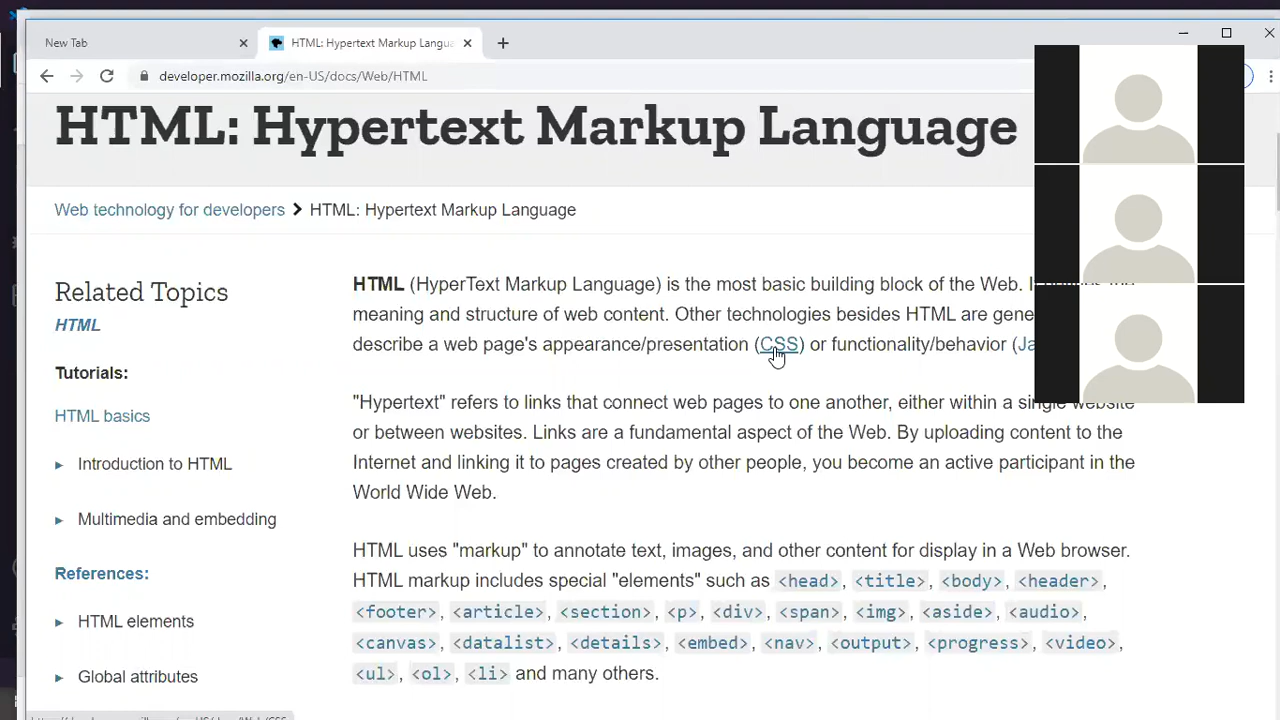 New Tab
HTML: Hypertext Markup Langua
developer.mozilla.org/en-US/docs/Web/HTML
HTML: Hypertext Markup Language
Web technology for developers
HTML: Hypertext Markup Language
Related Topics
HTML
Tutorials:
HTML basics
Introduction to HTML
Multimedia and embedding
References:
HTML elements
Global attributes
HTML (HyperText Markup Language) is the most basic building block of the Web.
meaning and structure of web content. Other technologies besides HTML are gene
describe a web page's appearance/presentation (CSS) or functionality/behavior (Ja
"Hypertext" refers to links that connect web pages to one another, either within a single website
or between websites. Links are a fundamental aspect of the Web. By uploading content to the
Internet and linking it to pages created by other people, you become an active participant in the
World Wide Web.
HTML uses "markup" to annotate text, images, and other content for display in a Web browser.
HTML markup includes special "elements" such as <head>, <title>, <body>, <header>,
<footer>, <article>, <section>, <p>, <div>, <span>, <img>, <aside>, <audio>,
<canvas>, <datalist>, <details>, <embed>, <nav>, <output>, <progress>, <video>,
<ul>, <ol>, <li> and many others.